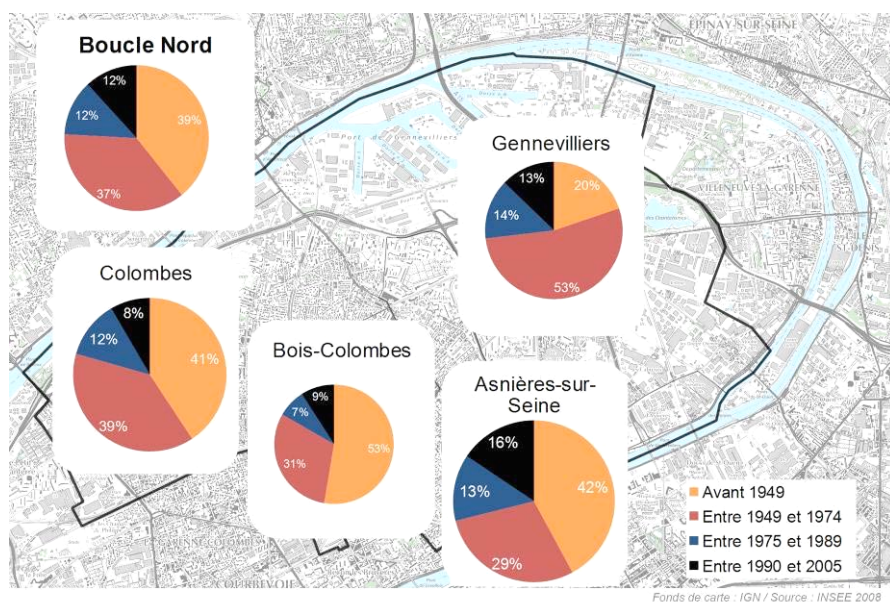 Boucle Nord
12%
12%
39%
37%
ÉPINAY-SUR-SEINE
Port de Gennevilliers
Gennevilliers
13%
20%
14%
53%
VILLENEUVE-LA-GARENNE
Colombes
8%
12%
41%
39%
Bois-Colombes
9%
7%
53%
31%
Asnières-sur-
Seine
16%
13%
42%
29%
Avant 1949
Entre 1949 et 1974
Entre 1975 et 1989
Entre 1990 et 2005
COURBEVOIE
Fonds de carte : IGN / Source : INSEE 2008